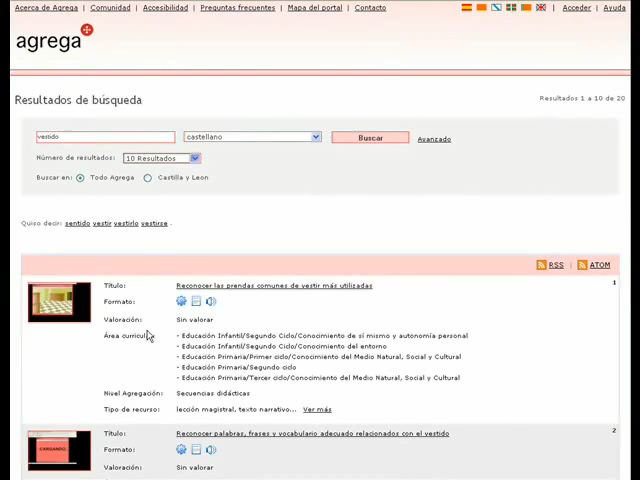 Acerca de Agrega | Comunidad | Accesibilidad | Preguntas frecuentes | Mapa del portal | Contacto
Acceder | Ayuda
agrega
Resultados de búsqueda
Resultados 1 a 10 de 20
vestido castellano Buscar Avanzado
Número de resultados: 10 Resultados
Buscar en: Todo Agrega Castilla y Leon
Quiso decir: sentido vestir vestirlo vestirse .
RSS | ATOM
Título: Reconocer las prendas comunes de vestir más utilizadas 1
Formato:
Valoración: Sin valorar
Área curricular: - Educación Infantil/Segundo Ciclo/Conocimiento de sí mismo y autonomía personal
- Educación Infantil/Segundo Ciclo/Conocimiento del entorno
- Educación Primaria/Primer ciclo/Conocimiento del Medio Natural, Social y Cultural
- Educación Primaria/Segundo ciclo
- Educación Primaria/Tercer ciclo/Conocimiento del Medio Natural, Social y Cultural
Nivel Agregación: Secuencias didácticas
Tipo de recurso: lección magistral, texto narrativo... Ver más
Título: Reconocer palabras, frases y vocabulario adecuado relacionados con el vestido 2
CARGANDO
Formato:
Valoración: Sin valorar